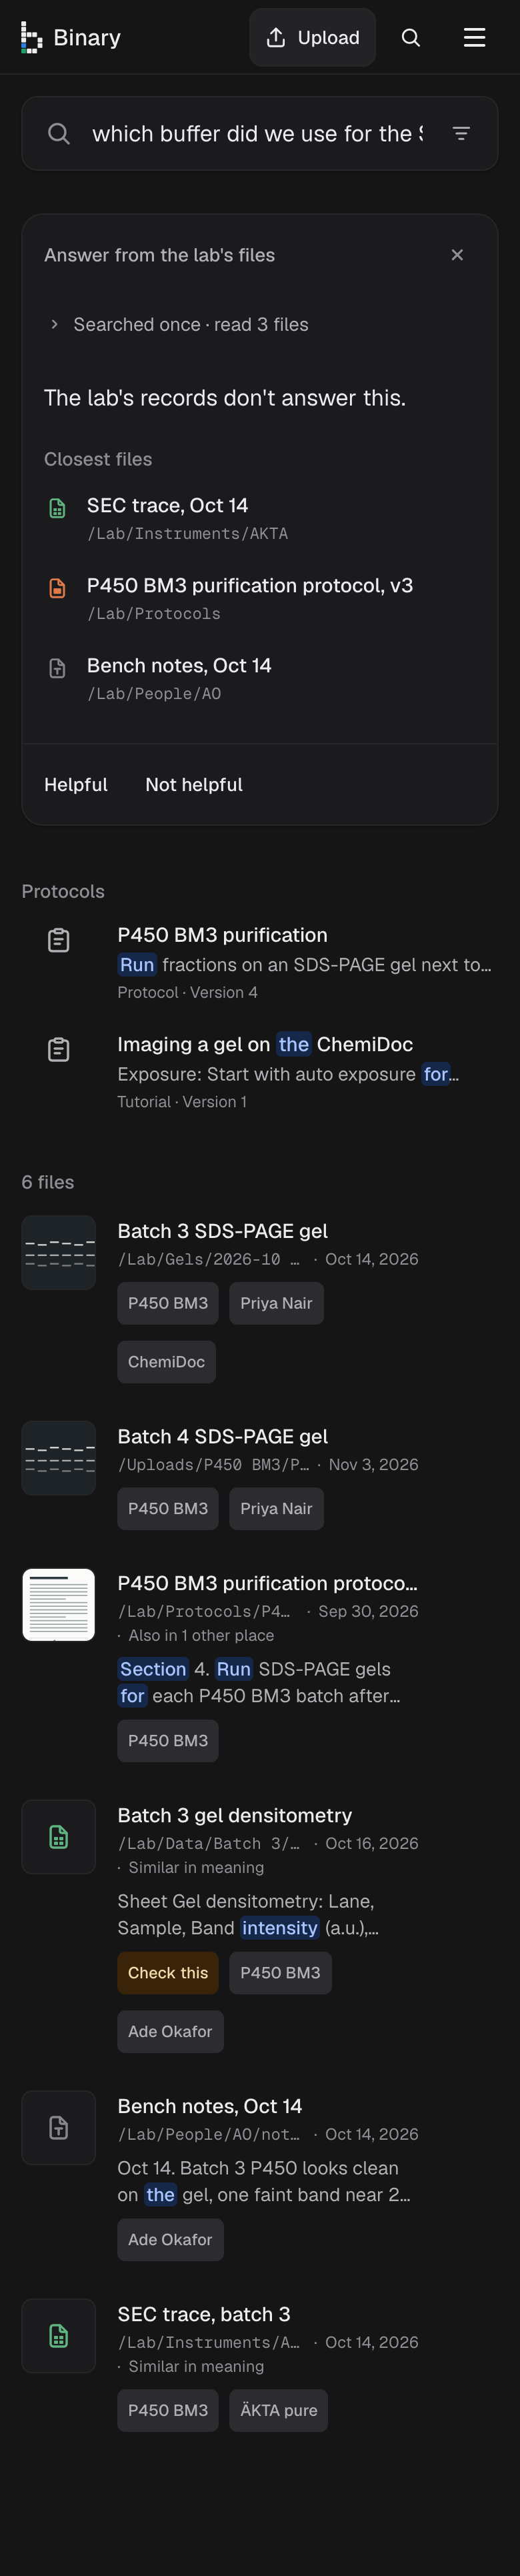 Binary
Upload
which buffer did we use for the
Answer from the lab's files
Searched once · read 3 files
The lab's records don't answer this.
Closest files
SEC trace, Oct 14
/Lab/Instruments/AKTA
P450 BM3 purification protocol, v3
/Lab/Protocols
Bench notes, Oct 14
/Lab/People/AO
Helpful Not helpful
Protocols
P450 BM3 purification
Run fractions on an SDS-PAGE gel next to…
Protocol · Version 4
Imaging a gel on the ChemiDoc
Exposure: Start with auto exposure for…
Tutorial · Version 1
6 files
Batch 3 SDS-PAGE gel
/Lab/Gels/2026-10 … · Oct 14, 2026
P450 BM3 Priya Nair
ChemiDoc
Batch 4 SDS-PAGE gel
/Uploads/P450 BM3/P… · Nov 3, 2026
P450 BM3 Priya Nair
P450 BM3 purification protoco…
/Lab/Protocols/P4… · Sep 30, 2026
· Also in 1 other place
Section 4. Run SDS-PAGE gels
for each P450 BM3 batch after…
P450 BM3
Batch 3 gel densitometry
/Lab/Data/Batch 3/… · Oct 16, 2026
· Similar in meaning
Sheet Gel densitometry: Lane,
Sample, Band intensity (a.u.),…
Check this P450 BM3
Ade Okafor
Bench notes, Oct 14
/Lab/People/AO/not… · Oct 14, 2026
Oct 14. Batch 3 P450 looks clean
on the gel, one faint band near 2…
Ade Okafor
SEC trace, batch 3
/Lab/Instruments/A… · Oct 14, 2026
· Similar in meaning
P450 BM3 ÄKTA pure